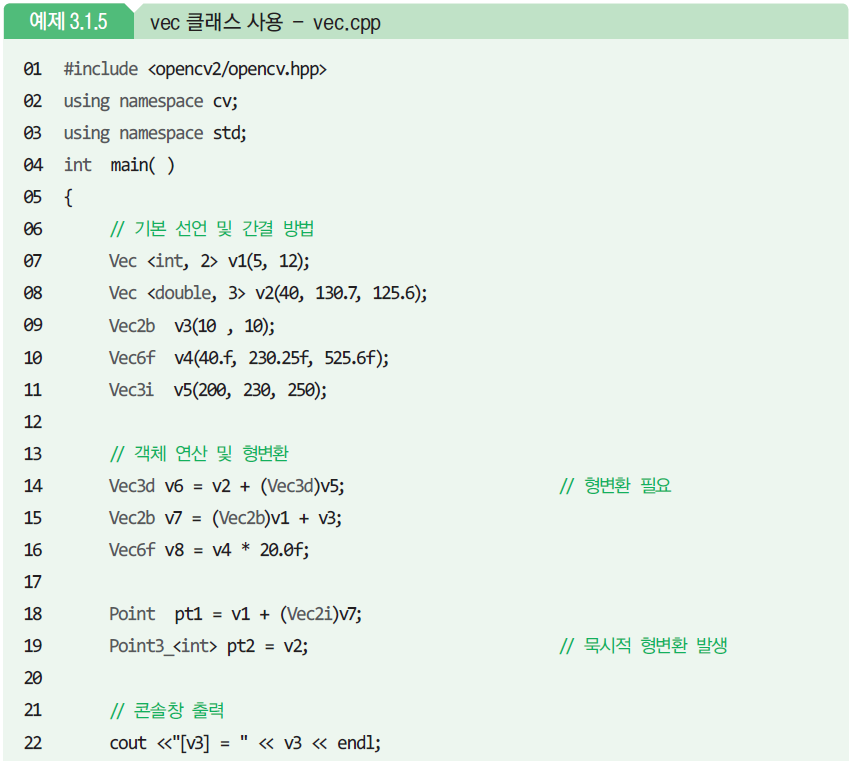 예제 3.1.5 vec 클래스 사용 - vec.cpp
01 #include <opencv2/opencv.hpp>
02 using namespace cv;
03 using namespace std;
04 int main( )
05 {
06 // 기본 선언 및 간결 방법
07 Vec <int, 2> v1(5, 12);
08 Vec <double, 3> v2(40, 130.7, 125.6);
09 Vec2b v3(10 , 10);
10 Vec6f v4(40.f, 230.25f, 525.6f);
11 Vec3i v5(200, 230, 250);
12
13 // 객체 연산 및 형변환
14 Vec3d v6 = v2 + (Vec3d)v5; // 형변환 필요
15 Vec2b v7 = (Vec2b)v1 + v3;
16 Vec6f v8 = v4 * 20.0f;
17
18 Point pt1 = v1 + (Vec2i)v7;
19 Point3_<int> pt2 = v2; // 묵시적 형변환 발생
20
21 // 콘솔창 출력
22 cout <<"[v3] = " << v3 << endl;